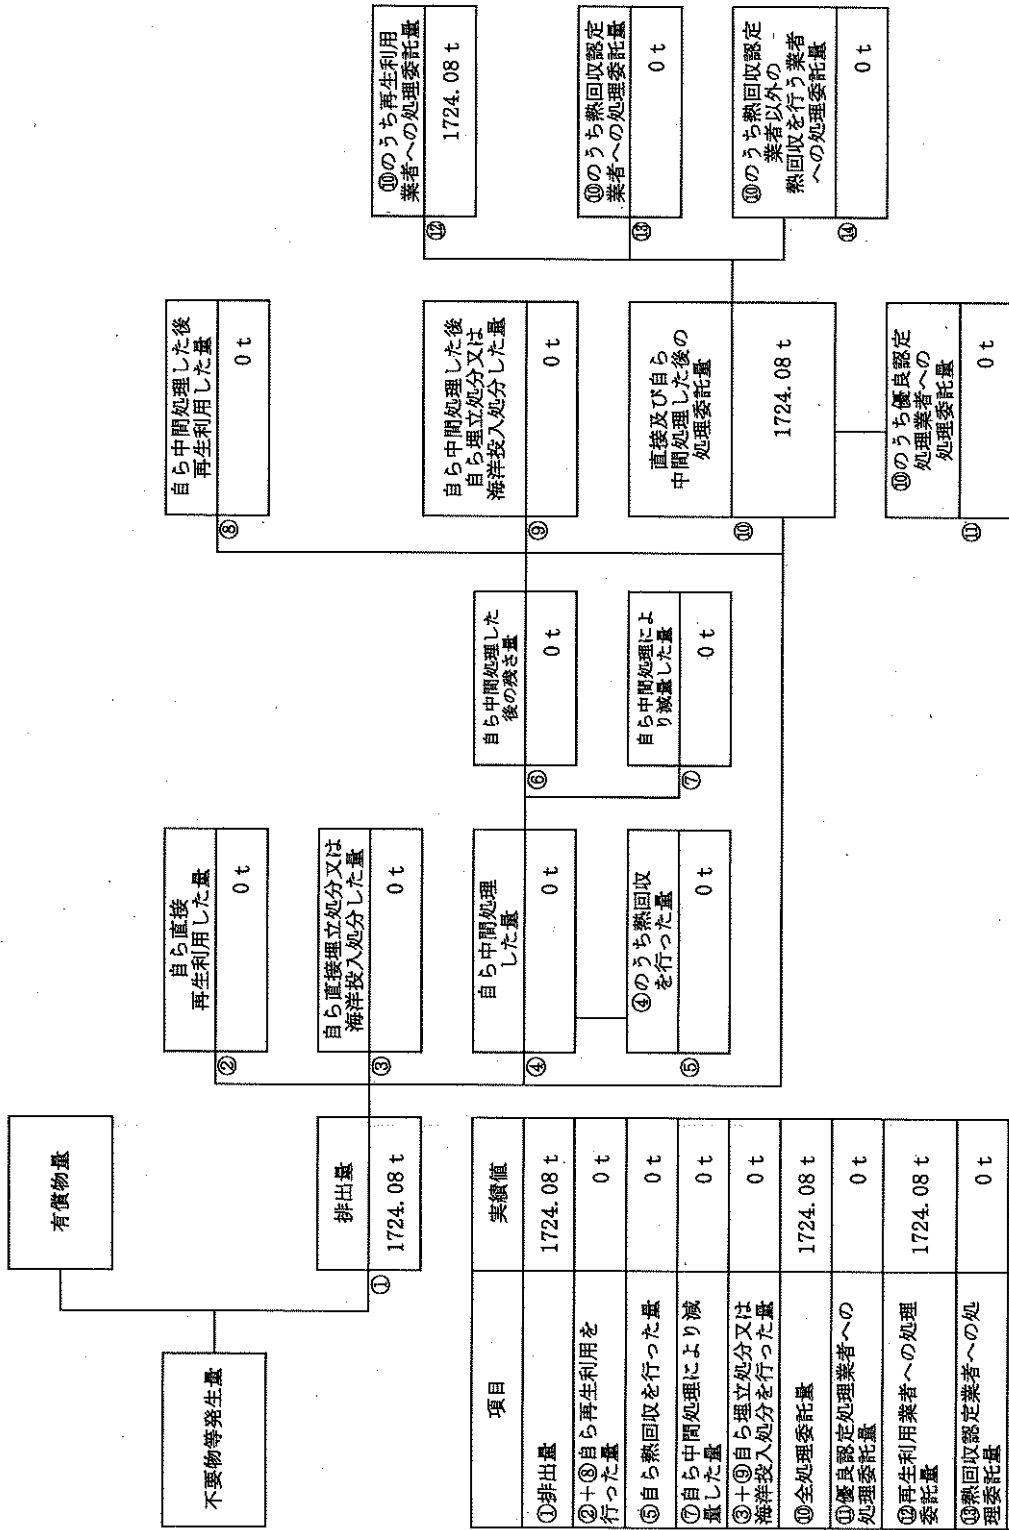 不要物等発生量
有償物量
排出量
① 1724.08 t
自ら直接
再生利用した量
② 0 t
自ら直接埋立処分又は
海洋投入処分した量
③ 0 t
自ら中間処理
した量
④ 0 t
④のうち熱回収
を行った量
⑤ 0 t
自ら中間処理した
後の残さ量
⑥ 0 t
自ら中間処理によ
り減量した量
⑦ 0 t
自ら中間処理した後
再生利用した量
⑧ 0 t
自ら中間処理した後
自ら埋立処分又は
海洋投入処分した量
⑨ 0 t
直接及び自ら
中間処理した後の
処理委託量
⑩ 1724.08 t
⑩のうち優良認定
処理業者への
処理委託量
⑪ 0 t
⑩のうち再生利用
業者への処理委託量
⑫ 1724.08 t
⑩のうち熱回収認定
業者への処理委託量
⑬ 0 t
⑩のうち熱回収認定
業者以外の
熱回収を行う業者
への処理委託量
⑭ 0 t
項目 実績値
①排出量 1724.08 t
②+⑧自ら再生利用を
行った量 0 t
⑤自ら熱回収を行った量 0 t
⑦自ら中間処理により減
量した量 0 t
③+⑨自ら埋立処分又は
海洋投入処分を行った量 0 t
⑩全処理委託量 1724.08 t
⑪優良認定処理業者への
処理委託量 0 t
⑫再生利用業者への処理
委託量 1724.08 t
⑬熱回収認定業者への処
理委託量 0 t